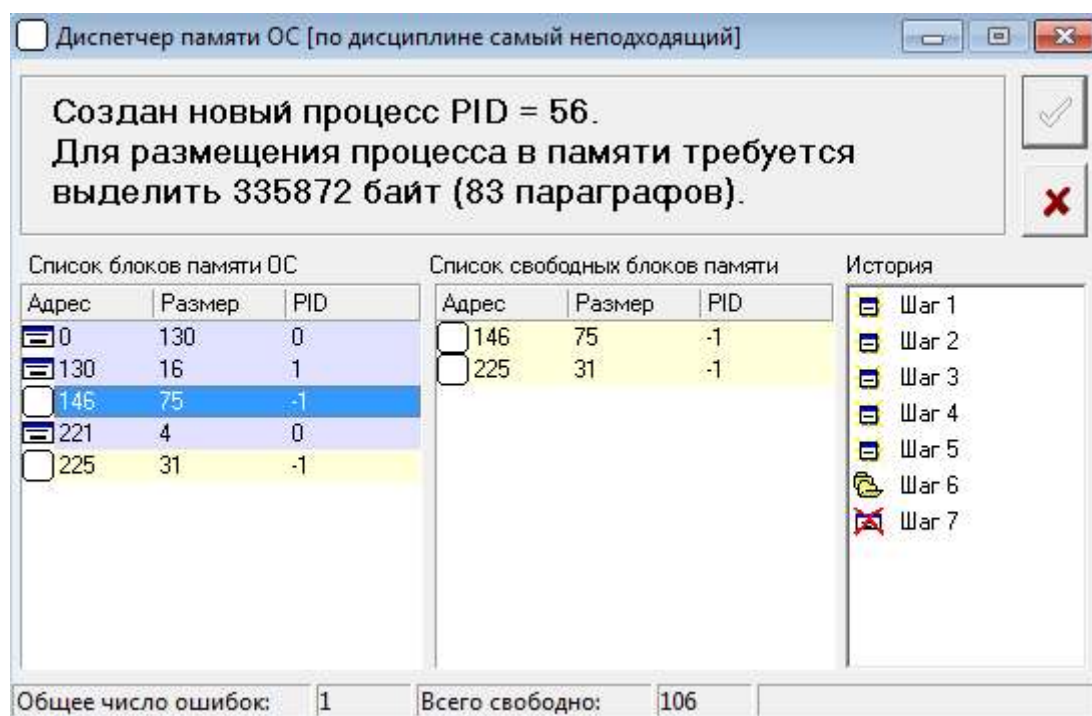 Диспетчер памяти ОС [по дисциплине самый неподходящий]
Создан новый процесс PID = 56.
Для размещения процесса в памяти требуется
выделить 335872 байт (83 параграфов).
Список блоков памяти ОС
Адрес Размер PID
0 130 0
130 16 1
146 75 -1
221 4 0
225 31 -1
Список свободных блоков памяти
Адрес Размер PID
146 75 -1
225 31 -1
История
Шаг 1
Шаг 2
Шаг 3
Шаг 4
Шаг 5
Шаг 6
Шаг 7
Общее число ошибок: 1 Всего свободно: 106